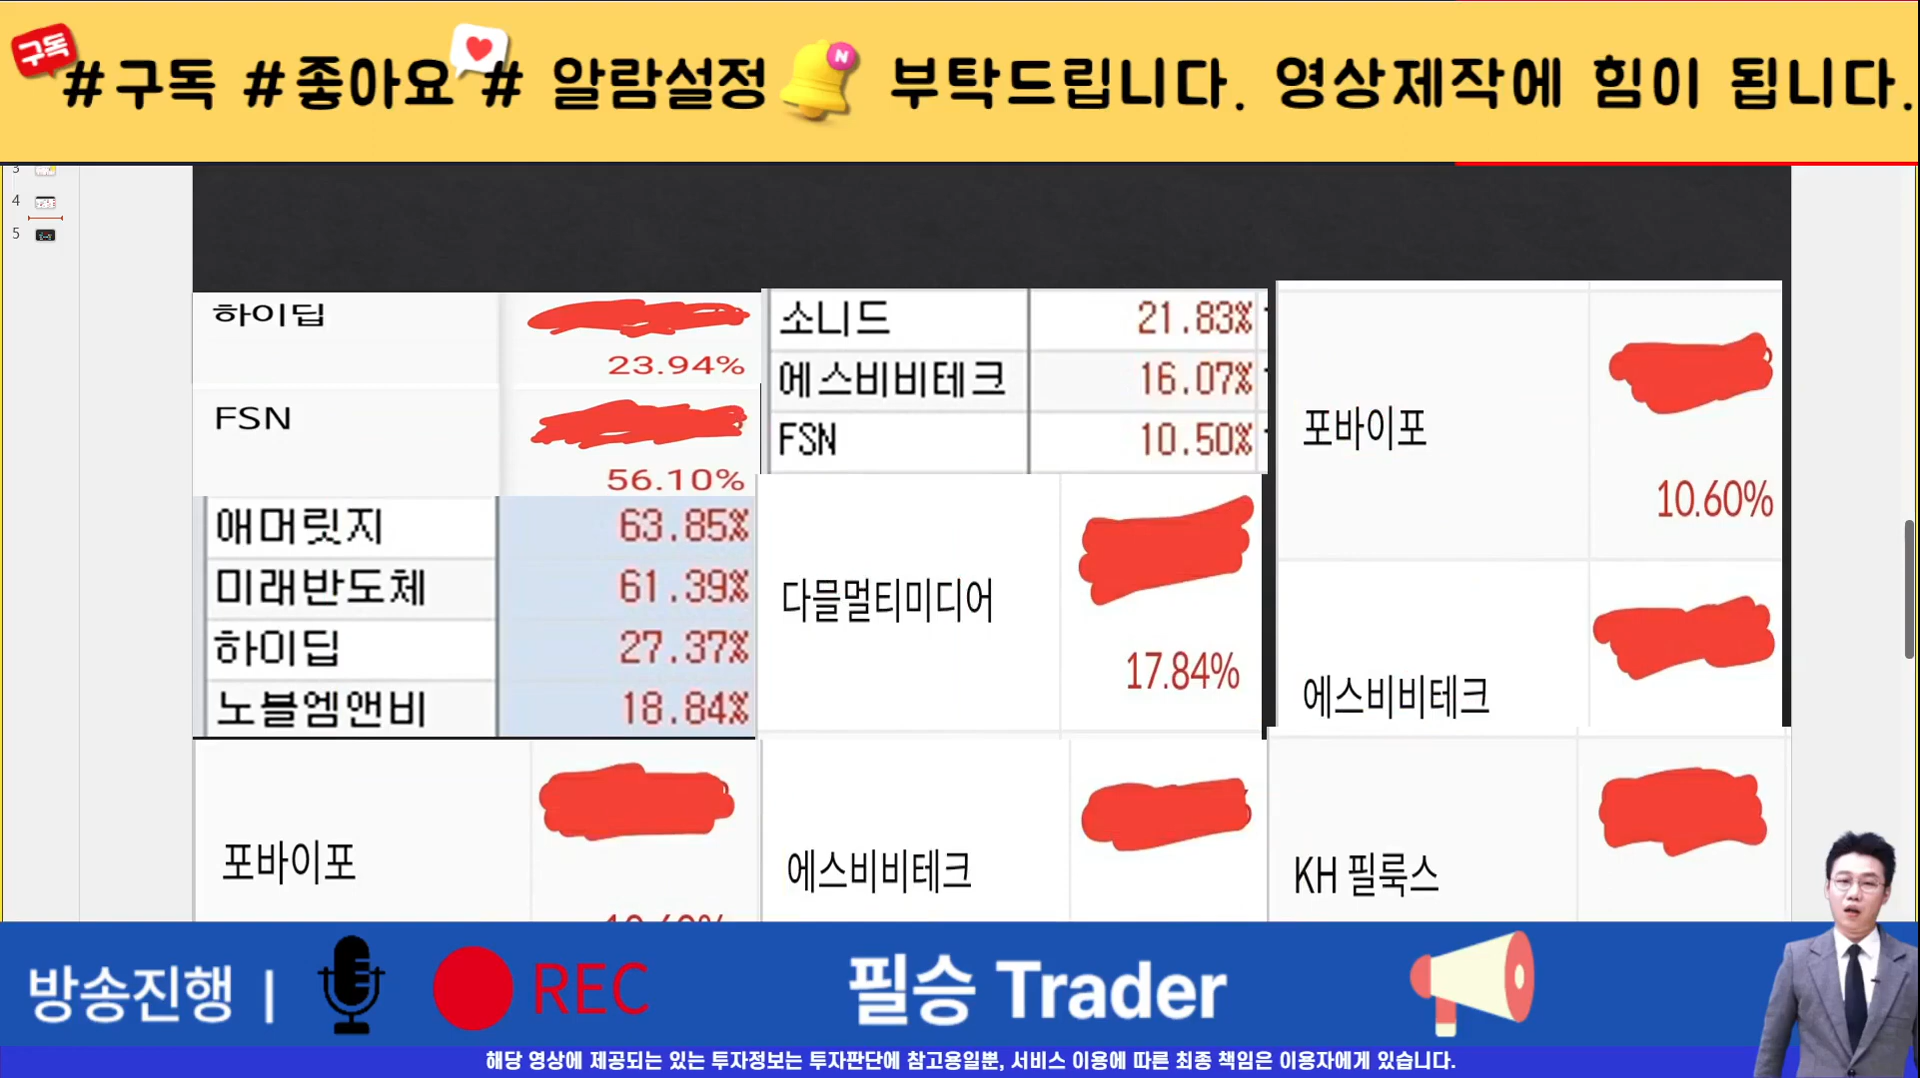 구독
#구독 #좋아요 # 알람설정 N 부탁드립니다. 영상제작에 힘이 됩니다.
3
4
5
하이딥
23.94%
FSN
56.10%
애머릿지 63.85%
미래반도체 61.39%
하이딥 27.37%
노블엠앤비 18.84%
소니드 21.83%
에스비비테크 16.07%
FSN 10.50%
다믈멀티미디어
17.84%
포바이포
10.60%
에스비비테크
포바이포
에스비비테크
KH 필룩스
방송진행 | REC 필승 Trader
해당 영상에 제공되는 있는 투자정보는 투자판단에 참고용일뿐, 서비스 이용에 따른 최종 책임은 이용자에게 있습니다.